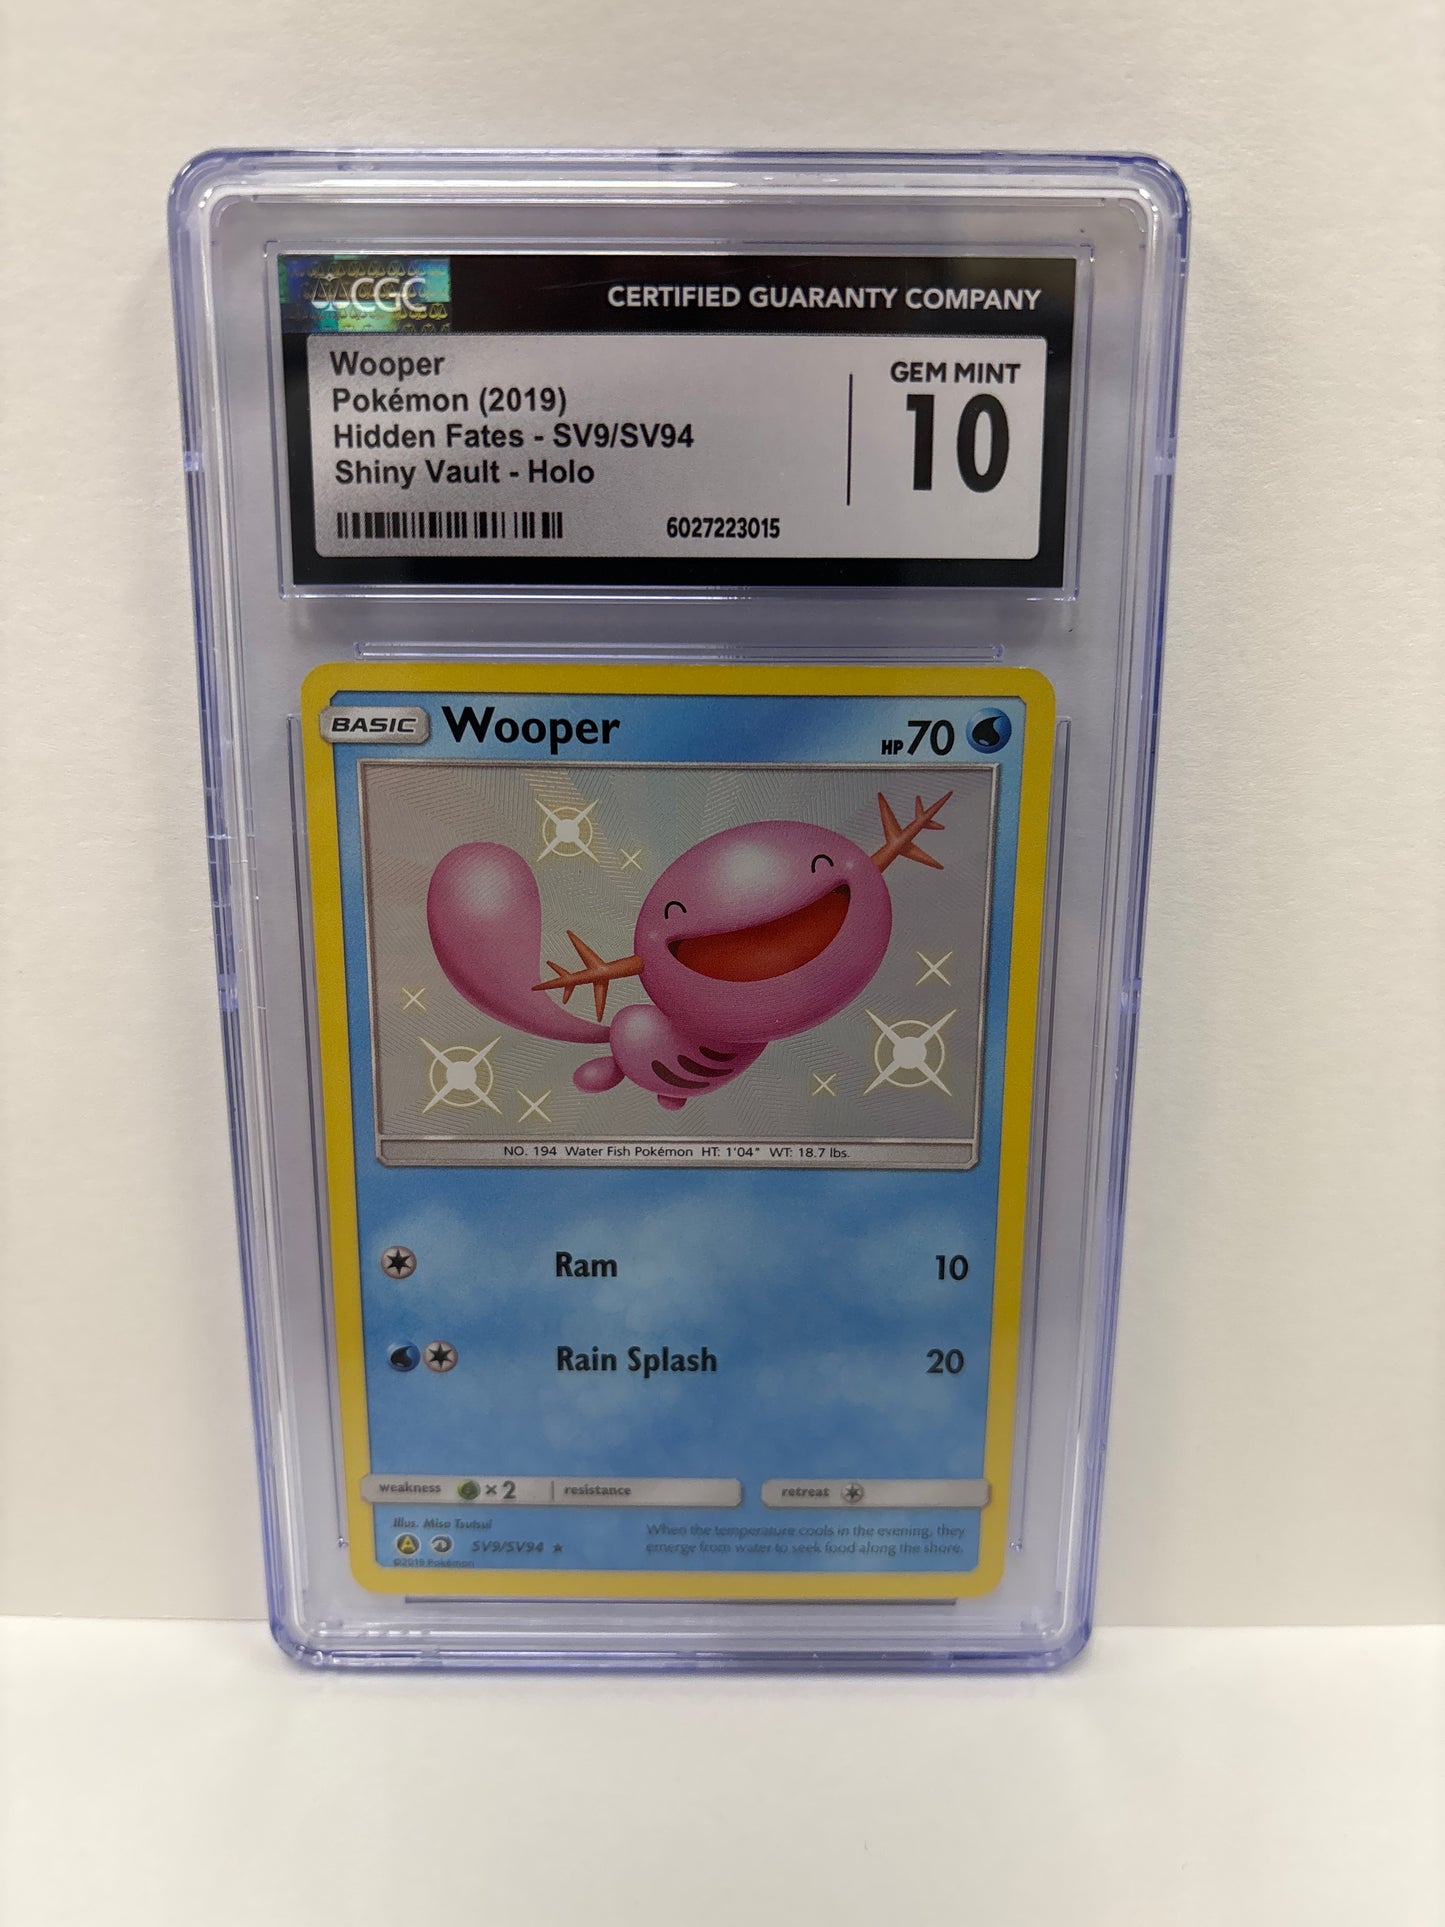 CGC
CERTIFIED GUARANTY COMPANY
Wooper
Pokémon (2019)
Hidden Fates - SV9/SV94
Shiny Vault - Holo
GEM MINT
10
6027223015
BASIC Wooper HP 70
NO. 194 Water Fish Pokémon HT: 1'04" WT: 18.7 lbs.
Ram 10
Rain Splash 20
weakness ×2 resistance retreat
Illus. Miso Tsutsui
A SV9/SV94 ★
©2019 Pokémon
When the temperature cools in the evening, they
emerge from water to seek food along the shore.